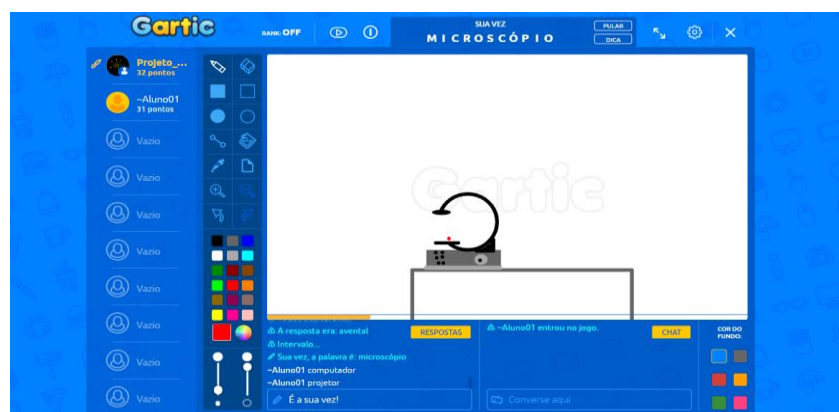 Gartic
RANK: OFF
SUA VEZ
MICROSCÓPIO
PULAR
DICA
Projeto_...
32 pontos
~Aluno01
31 pontos
Vazio
Vazio
Vazio
Vazio
Vazio
Vazio
Vazio
Vazio
Gartic
A resposta era: avental
Intervalo...
Sua vez, a palavra é: microscópio
~Aluno01 computador
~Aluno01 projetor
É a sua vez!
RESPOSTAS
~Aluno01 entrou no jogo.
CHAT
Converse aqui
COR DO
FUNDO: